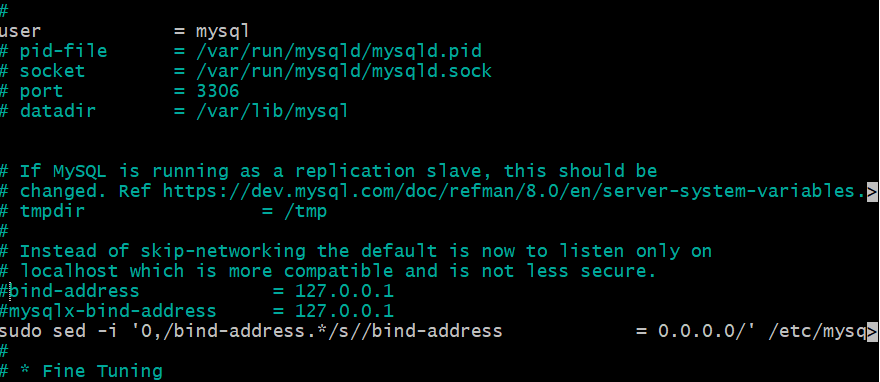 #
user            = mysql
# pid-file      = /var/run/mysqld/mysqld.pid
# socket        = /var/run/mysqld/mysqld.sock
# port          = 3306
# datadir       = /var/lib/mysql
# If MySQL is running as a replication slave, this should be
# changed. Ref https://dev.mysql.com/doc/refman/8.0/en/server-system-variables.>
# tmpdir                = /tmp
#
# Instead of skip-networking the default is now to listen only on
# localhost which is more compatible and is not less secure.
#bind-address            = 127.0.0.1
#mysqlx-bind-address     = 127.0.0.1
sudo sed -i '0,/bind-address.*/s//bind-address            = 0.0.0.0/' /etc/mysq>
#
# * Fine Tuning